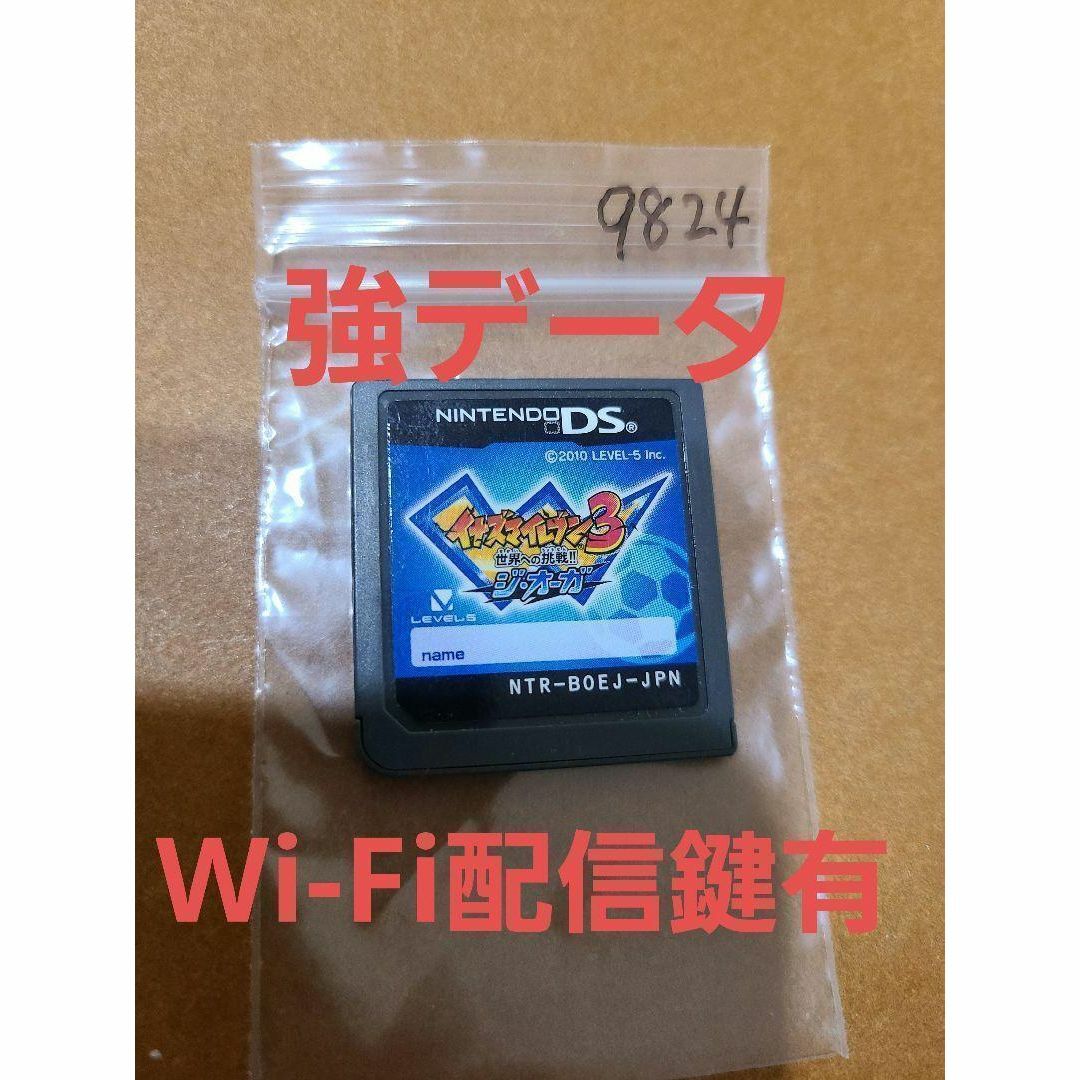 9824
強データ
NINTENDO DS®
©2010 LEVEL-5 Inc.
イナズマイレブン3
世界への挑戦!!
ジ・オーガ
LEVEL5
name
NTR-BOEJ-JPN
Wi-Fi配信鍵有